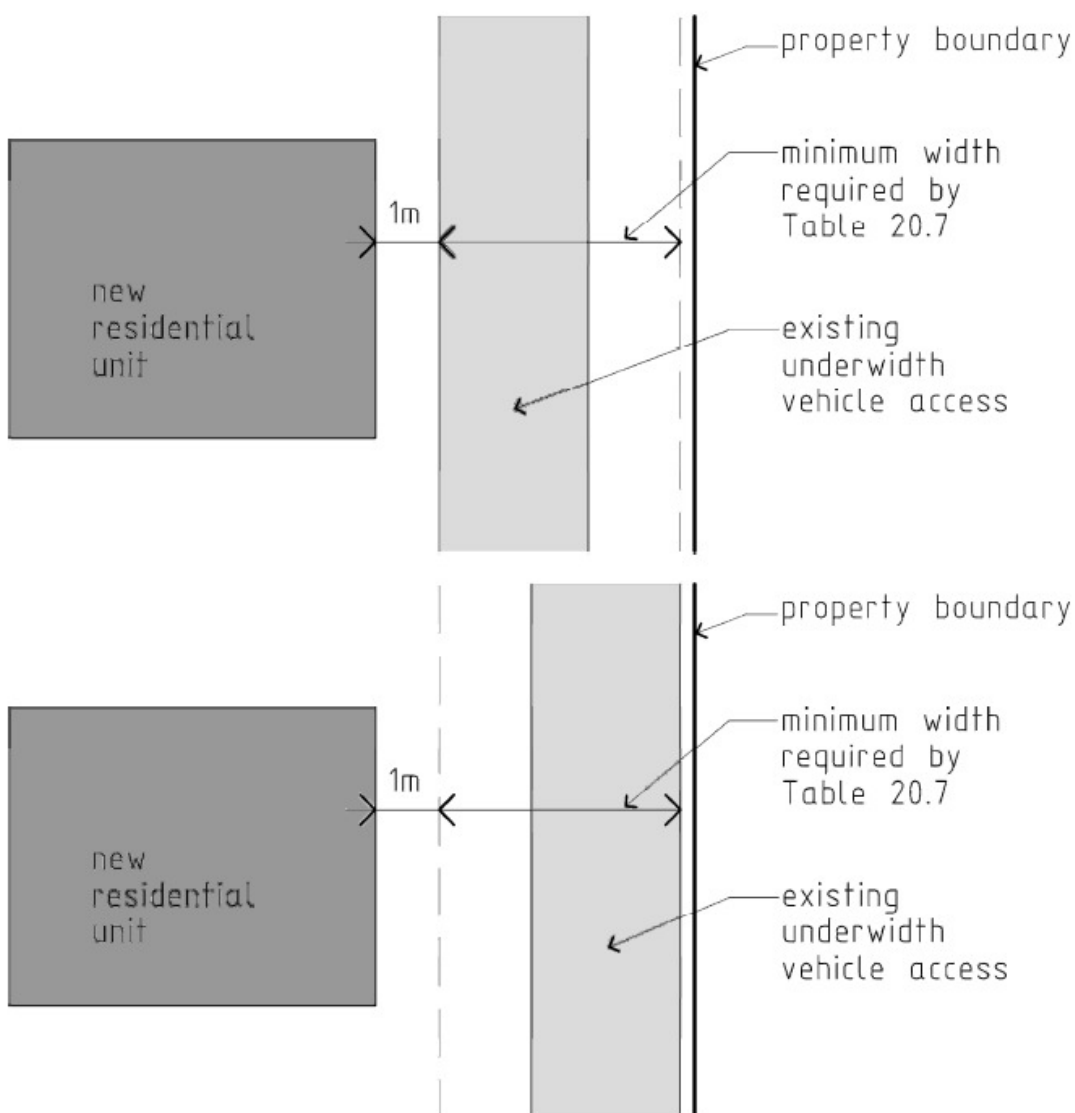 property boundary
minimum width
required by
Table 20.7
1m
new
residential
unit
existing
underwidth
vehicle access
property boundary
minimum width
required by
Table 20.7
1m
new
residential
unit
existing
underwidth
vehicle access